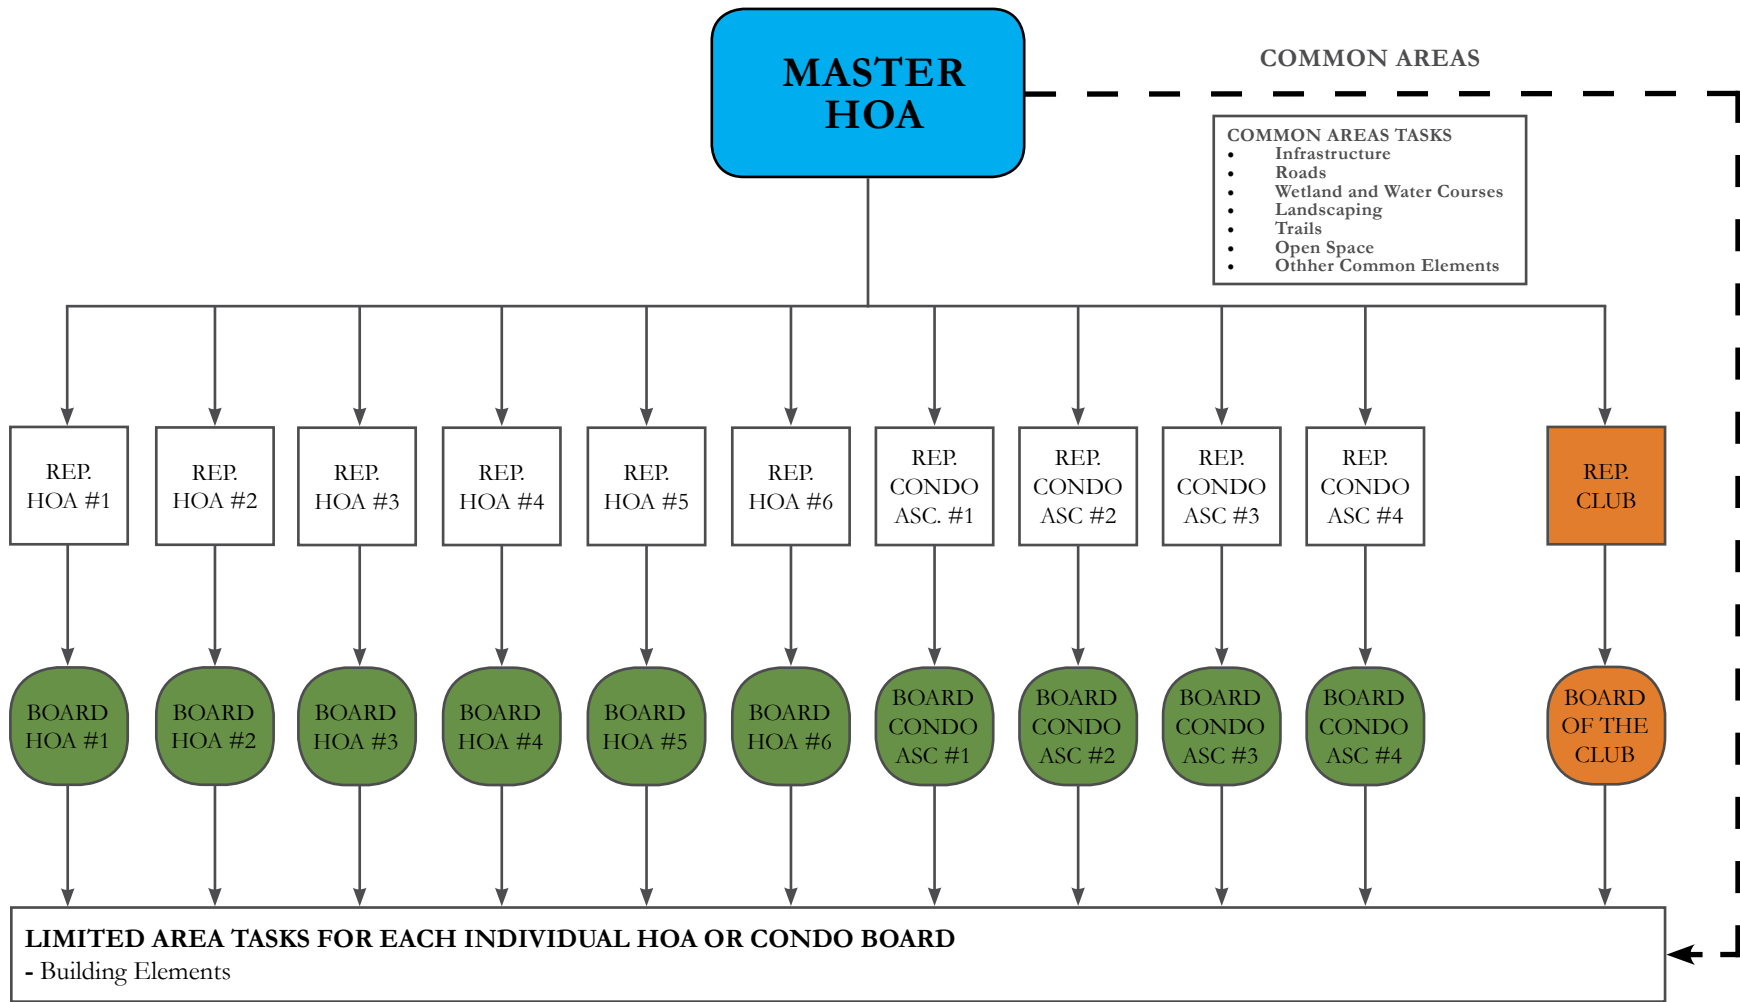 MASTER
HOA
COMMON AREAS
COMMON AREAS TASKS
• Infrastructure
• Roads
• Wetland and Water Courses
• Landscaping
• Trails
• Open Space
• Othher Common Elements
REP.
HOA #1
REP.
HOA #2
REP.
HOA #3
REP.
HOA #4
REP.
HOA #5
REP.
HOA #6
REP.
CONDO
ASC. #1
REP.
CONDO
ASC #2
REP.
CONDO
ASC #3
REP.
CONDO
ASC #4
REP.
CLUB
BOARD
HOA #1
BOARD
HOA #2
BOARD
HOA #3
BOARD
HOA #4
BOARD
HOA #5
BOARD
HOA #6
BOARD
CONDO
ASC #1
BOARD
CONDO
ASC #2
BOARD
CONDO
ASC #3
BOARD
CONDO
ASC #4
BOARD
OF THE
CLUB
LIMITED AREA TASKS FOR EACH INDIVIDUAL HOA OR CONDO BOARD
- Building Elements